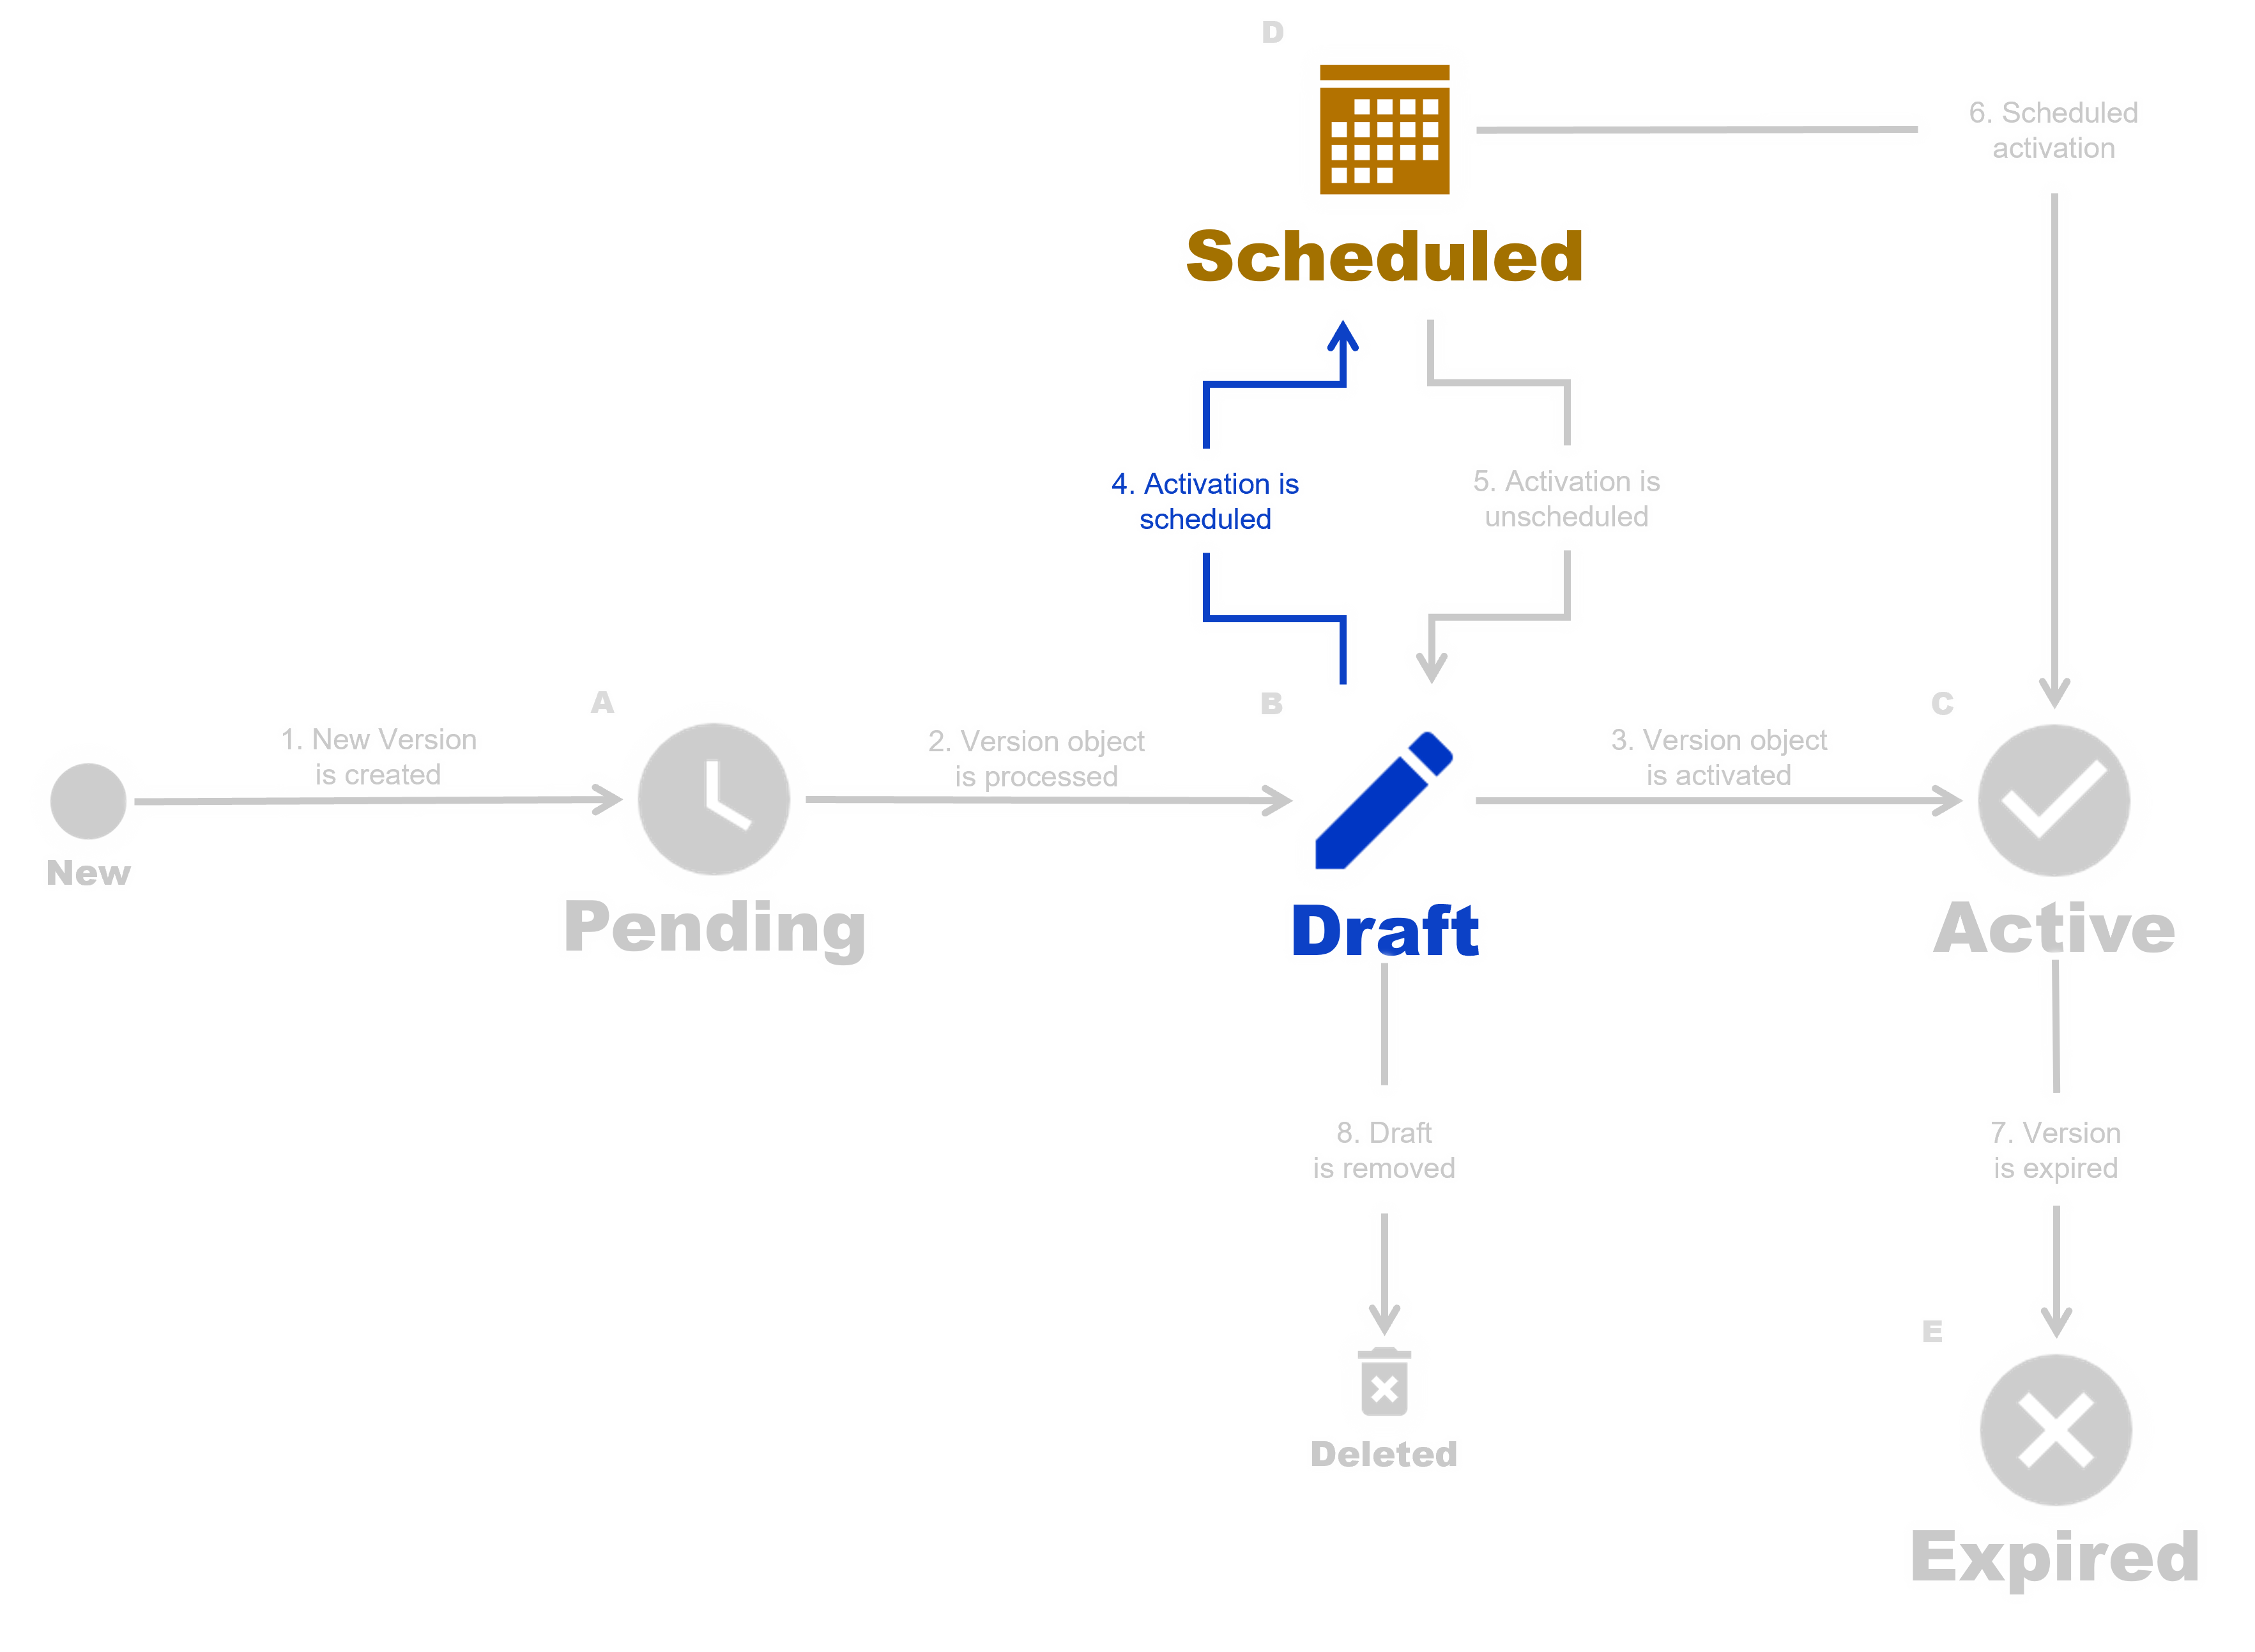 D
6. Scheduled
activation
Scheduled
4. Activation is
scheduled
5. Activation is
unscheduled
A
B
C
1. New Version
is created
2. Version object
is processed
3. Version object
is activated
New
Pending
Draft
Active
8. Draft
is removed
7. Version
is expired
E
Deleted
Expired